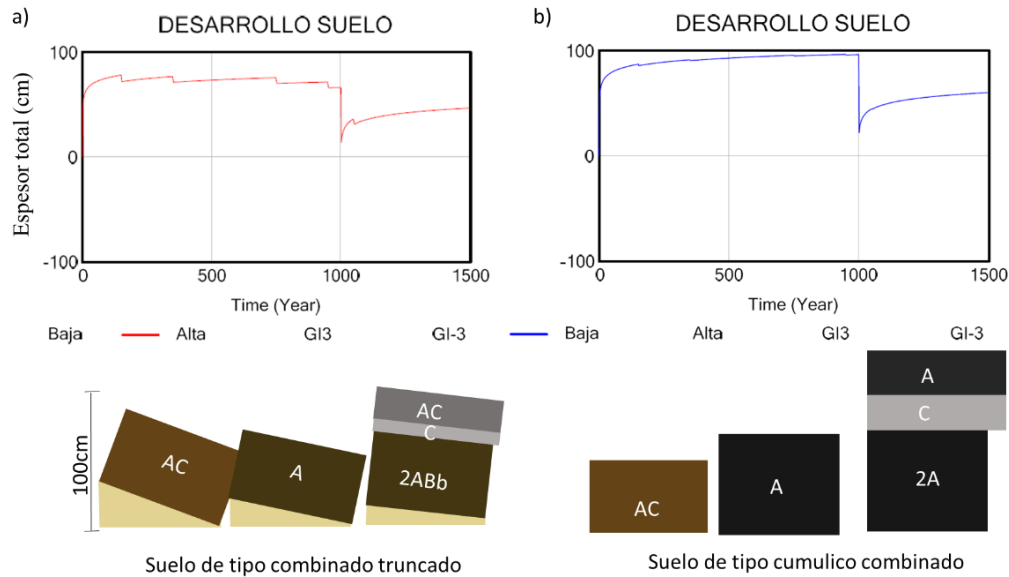 a)
DESARROLLO SUELO
Espesor total (cm)
100
0
-100
0
500
1000
1500
Time (Year)
Baja
Alta
GI3
GI-3
b)
DESARROLLO SUELO
100
0
-100
0
500
1000
1500
Time (Year)
Baja
Alta
GI3
GI-3
100cm
AC
A
AC
C
2ABb
Suelo de tipo combinado truncado
AC
A
A
C
2A
Suelo de tipo cumulico combinado